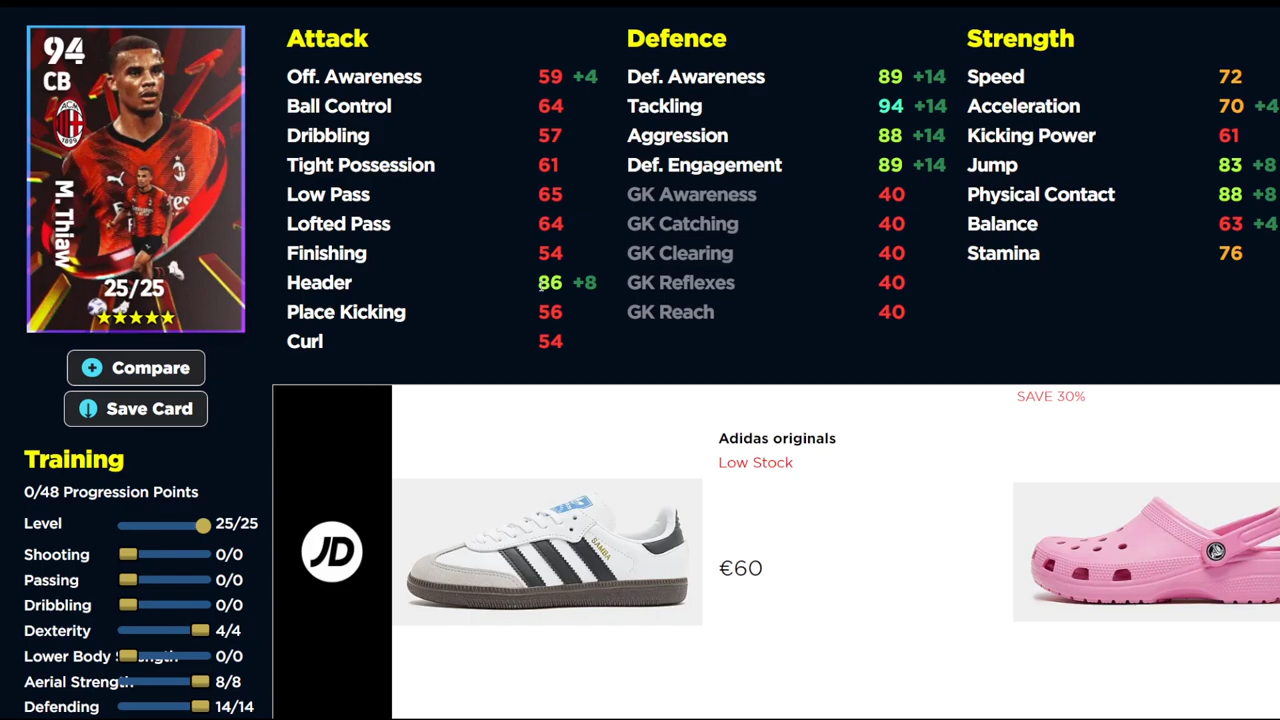 94
CB
ACM
1899
M. Thiaw
25/25
Compare
Save Card
Training
0/48 Progression Points
Level 25/25
Shooting 0/0
Passing 0/0
Dribbling 0/0
Dexterity 4/4
Lower Body Strength 0/0
Aerial Strength 8/8
Defending 14/14
Attack
Off. Awareness 59 +4
Ball Control 64
Dribbling 57
Tight Possession 61
Low Pass 65
Lofted Pass 64
Finishing 54
Header 86 +8
Place Kicking 56
Curl 54
Defence
Def. Awareness 89 +14
Tackling 94 +14
Aggression 88 +14
Def. Engagement 89 +14
GK Awareness 40
GK Catching 40
GK Clearing 40
GK Reflexes 40
GK Reach 40
Strength
Speed 72
Acceleration 70 +4
Kicking Power 61
Jump 83 +8
Physical Contact 88 +8
Balance 63 +4
Stamina 76
JD
SAMBA
Adidas originals
Low Stock
€60
SAVE 30%